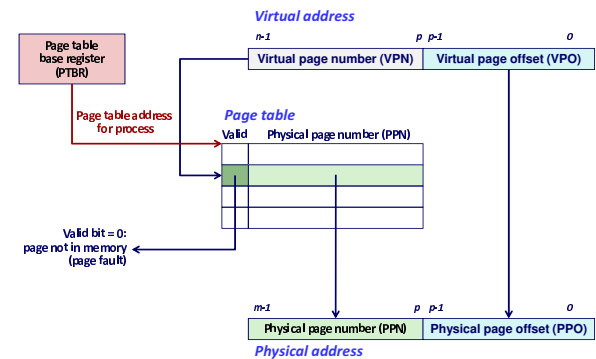 Virtual address
n-1 p p-1 0
Page table
base register
(PTBR)
Virtual page number (VPN) Virtual page offset (VPO)
Page table address
for process
Page table
Valid Physical page number (PPN)
Valid bit = 0:
page not in memory
(page fault)
m-1 p p-1 0
Physical page number (PPN) Physical page offset (PPO)
Physical address